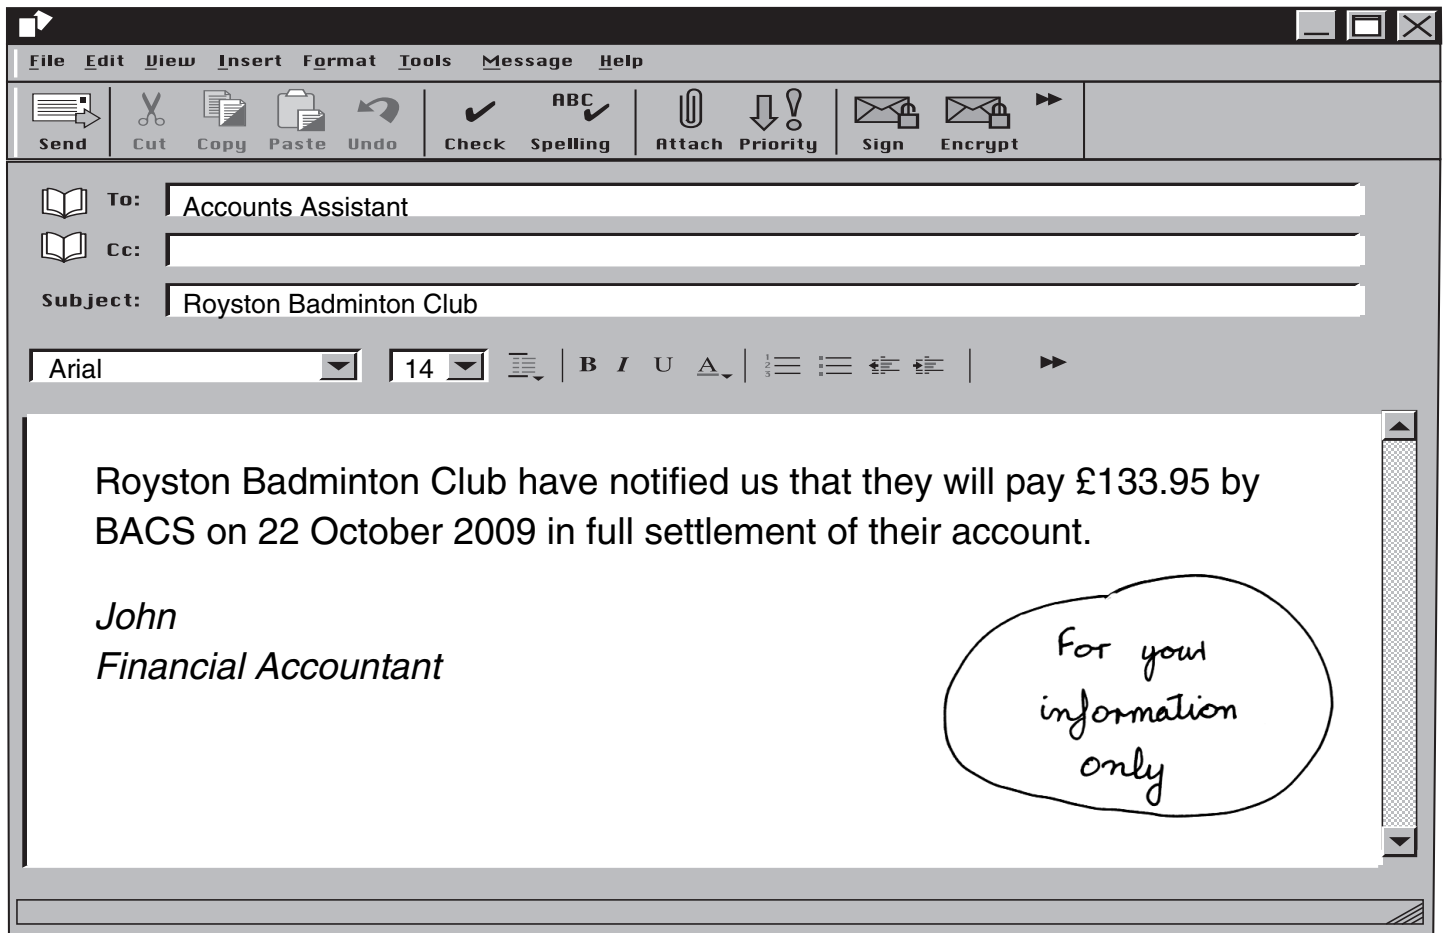 File Edit View Insert Format Tools Message Help
ABC
Send Cut Copy Paste Undo Check Spelling Attach Priority Sign Encrypt
To: Accounts Assistant
Cc:
Subject: Royston Badminton Club
Arial 14 B I U A 1 2 3
Royston Badminton Club have notified us that they will pay £133.95 by
BACS on 22 October 2009 in full settlement of their account.
John
Financial Accountant
For your
information
only